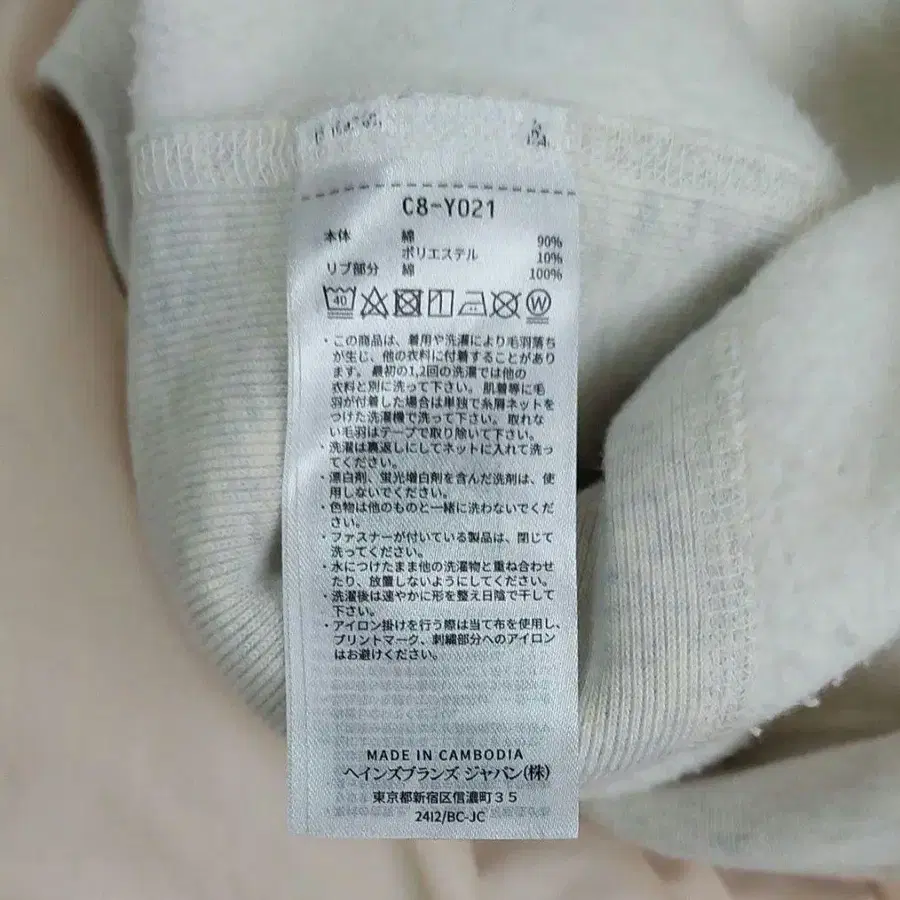 C8-Y021
本体 綿 90%
ポリエステル 10%
リブ部分 綿 100%
40 W
・この商品は、着用や洗濯により毛羽落ち
が生じ、他の衣料に付着することがあり
ます。最初の1,2回の洗濯では他の
衣料と別に洗って下さい。肌着等に毛
羽が付着した場合は単独で糸屑ネットを
つけた洗濯機で洗って下さい。取れな
い毛羽はテープで取り除いて下さい。
・洗濯は裏返しにしてネットに入れて洗っ
てください。
・漂白剤、蛍光増白剤を含んだ洗剤は、使
用しないでください。
・色物は他のものと一緒に洗わないでくだ
さい。
・ファスナーが付いている製品は、閉じて
洗ってください。
・水につけたまま他の洗濯物と重ね合わせ
たり、放置しないようにしてください。
・洗濯後は速やかに形を整え日陰で干して
下さい。
・アイロン掛けを行う際は当て布を使用し、
プリントマーク、刺繍部分へのアイロン
はお避けください。
MADE IN CAMBODIA
ヘインズブランズ ジャパン(株)
東京都新宿区信濃町35
2412/BC-JC